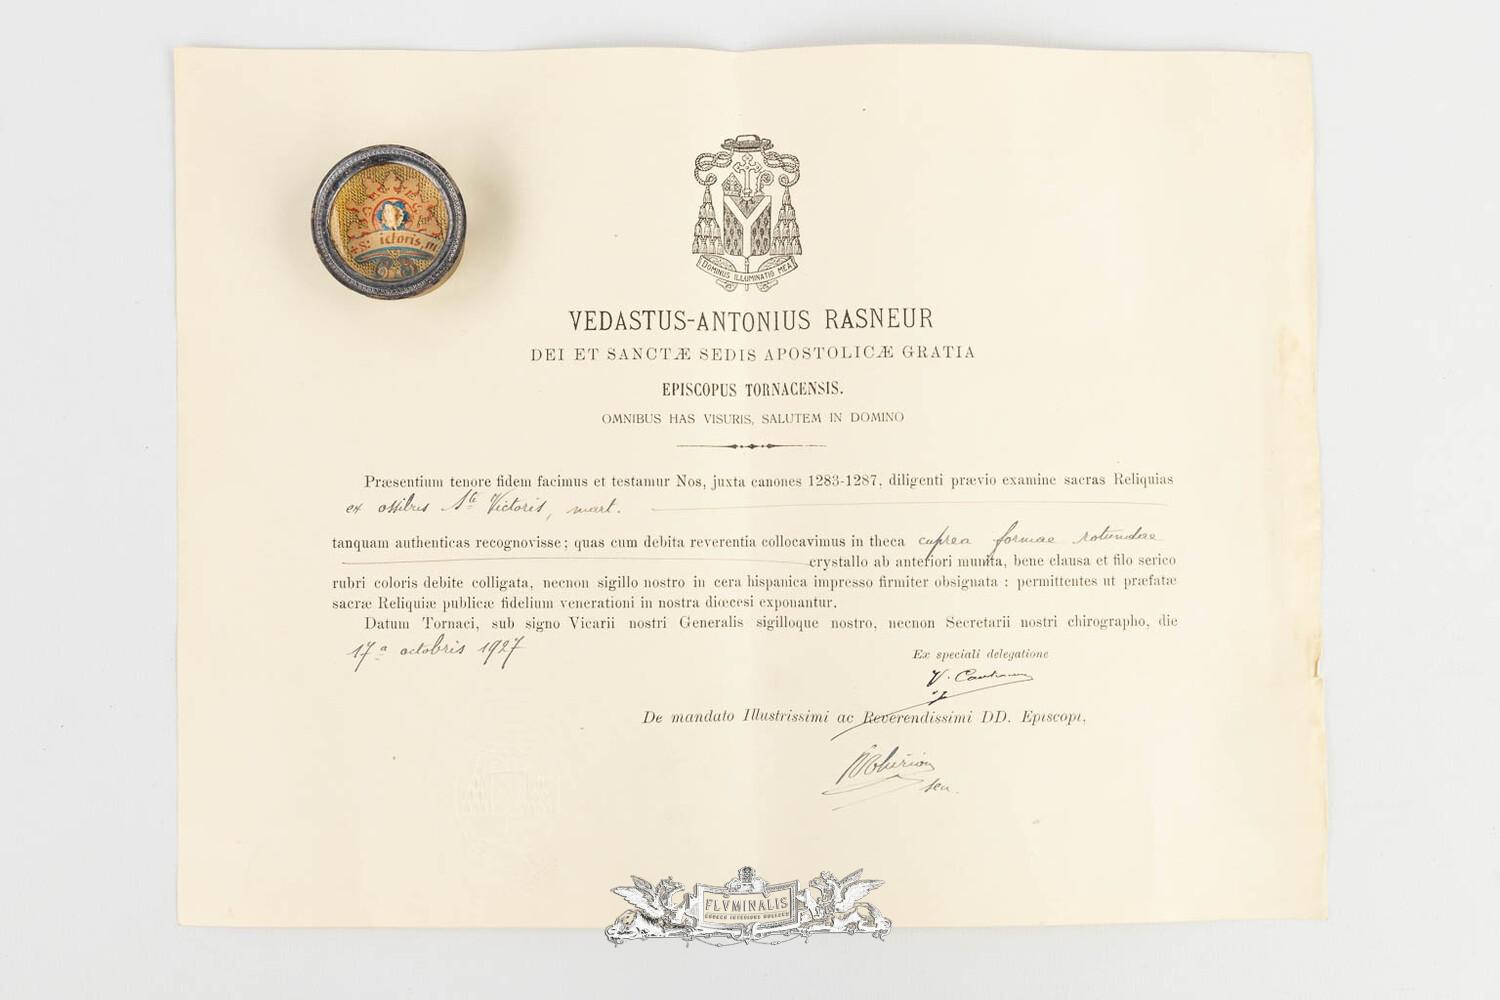 S: ictoris, m
DOMINUS ILLUMINATIO MEA
VEDASTUS-ANTONIUS RASNEUR
DEI ET SANCTÆ SEDIS APOSTOLICÆ GRATIA
EPISCOPUS TORNACENSIS.
OMNIBUS HAS VISURIS, SALUTEM IN DOMINO
Præsentium tenore fidem facimus et testamur Nos, juxta canones 1283-1287, diligenti prævio examine sacras Reliquias
ex ossibus Sti Victoris, mart.
tanquam authenticas recognovisse; quas cum debita reverentia collocavimus in theca cuprea formae rotundae
crystallo ab anteriori munita, bene clausa et filo serico
rubri coloris debite colligata, necnon sigillo nostro in cera hispanica impresso firmiter obsignata : permittentes ut præfatæ
sacræ Reliquiæ publicæ fidelium venerationi in nostra diœcesi exponantur.
Datum Tornaci, sub signo Vicarii nostri Generalis sigilloque nostro, necnon Secretarii nostri chirographo, die
17a octobris 1927
Ex speciali delegatione
De mandato Illustrissimi ac Reverendissimi DD. Episcopi,
FLVMINALIS